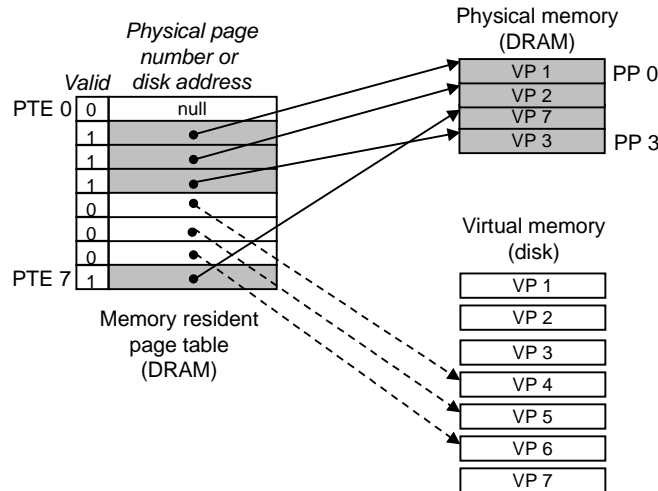 Physical page
number or
disk address
Valid
PTE 0
0
null
1
1
1
0
0
0
PTE 7
1
Memory resident
page table
(DRAM)
Physical memory
(DRAM)
VP 1
PP 0
VP 2
VP 7
VP 3
PP 3
Virtual memory
(disk)
VP 1
VP 2
VP 3
VP 4
VP 5
VP 6
VP 7